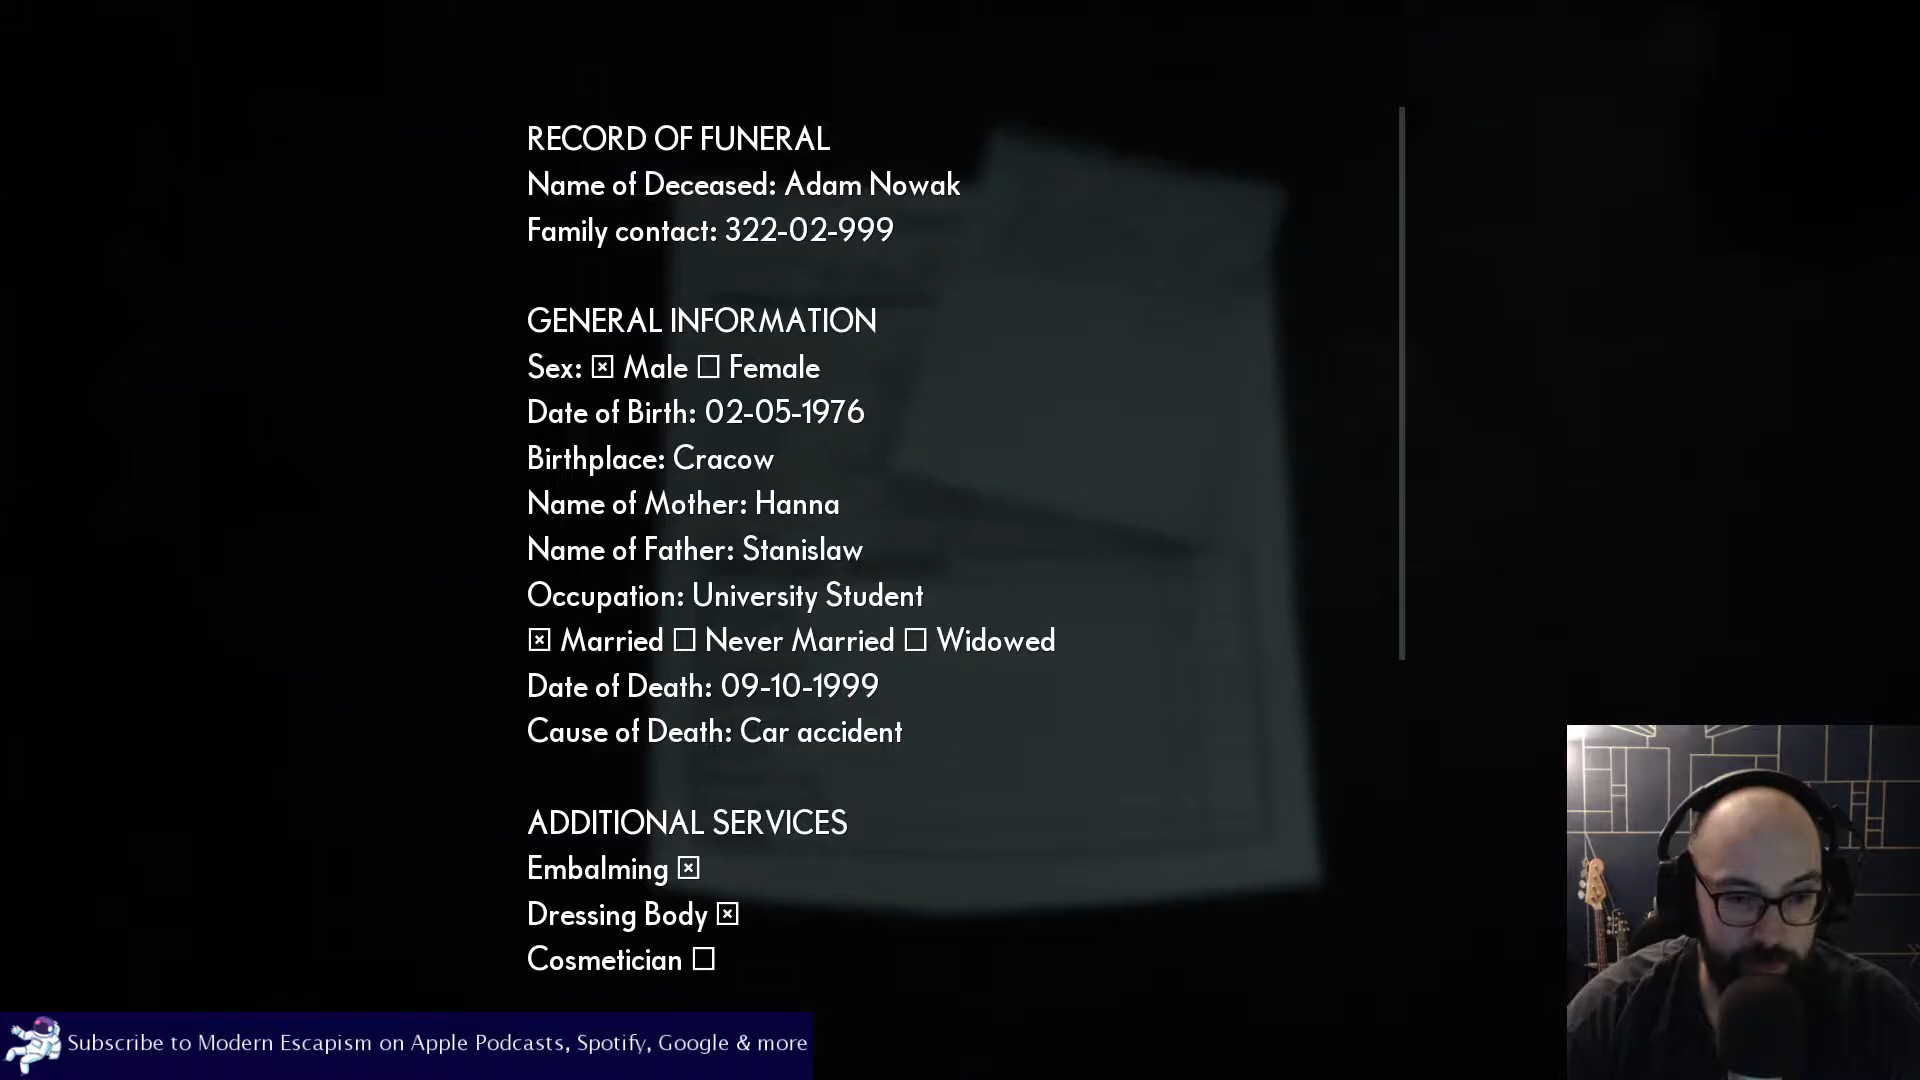 RECORD OF FUNERAL
Name of Deceased: Adam Nowak
Family contact: 322-02-999
GENERAL INFORMATION
Sex: ☒ Male ☐ Female
Date of Birth: 02-05-1976
Birthplace: Cracow
Name of Mother: Hanna
Name of Father: Stanislaw
Occupation: University Student
☒ Married ☐ Never Married ☐ Widowed
Date of Death: 09-10-1999
Cause of Death: Car accident
ADDITIONAL SERVICES
Embalming ☒
Dressing Body ☒
Cosmetician ☐
Subscribe to Modern Escapism on Apple Podcasts, Spotify, Google & more